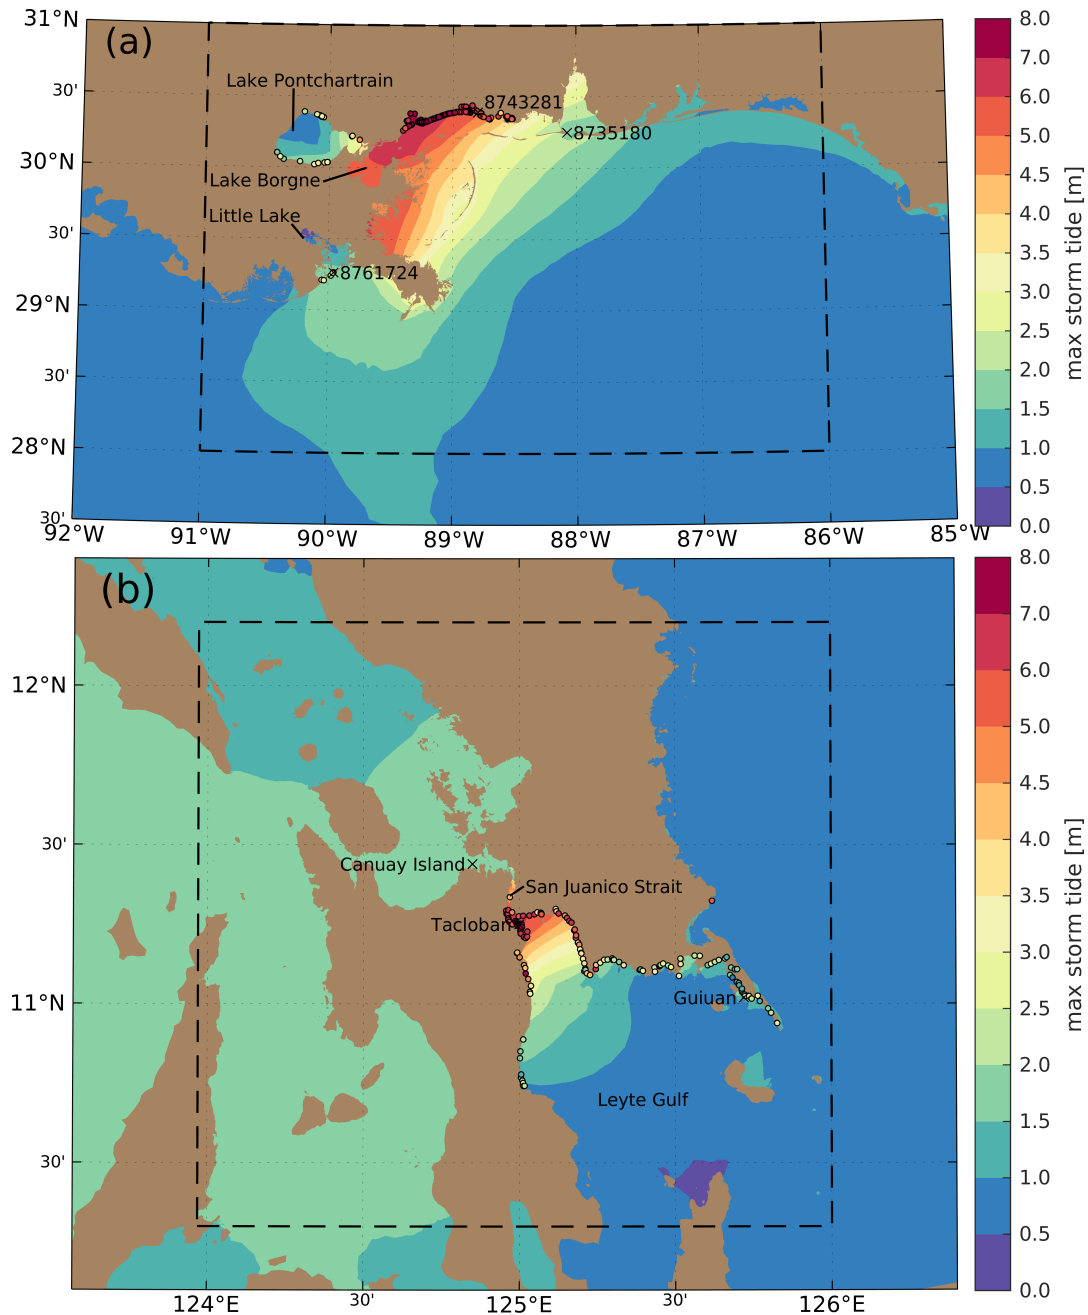 31°N
(a)
8.0
Lake Pontchartrain
7.0
30'
8743281
6.0
8735180
5.0
30°N
Lake Borgne
4.5
Little Lake
4.0
30'
3.5
8761724
3.0
29°N
2.5
30'
2.0
1.5
28°N
1.0
0.5
30'
0.0
max storm tide [m]
92°W
91°W
90°W
89°W
88°W
87°W
86°W
85°W
(b)
8.0
7.0
12°N
6.0
5.0
4.5
30'
4.0
Canuay Island
San Juanico Strait
3.5
Tacloban
3.0
11°N
Guiuan
2.5
2.0
Leyte Gulf
1.5
30'
1.0
0.5
0.0
max storm tide [m]
124°E
30'
125°E
30'
126°E